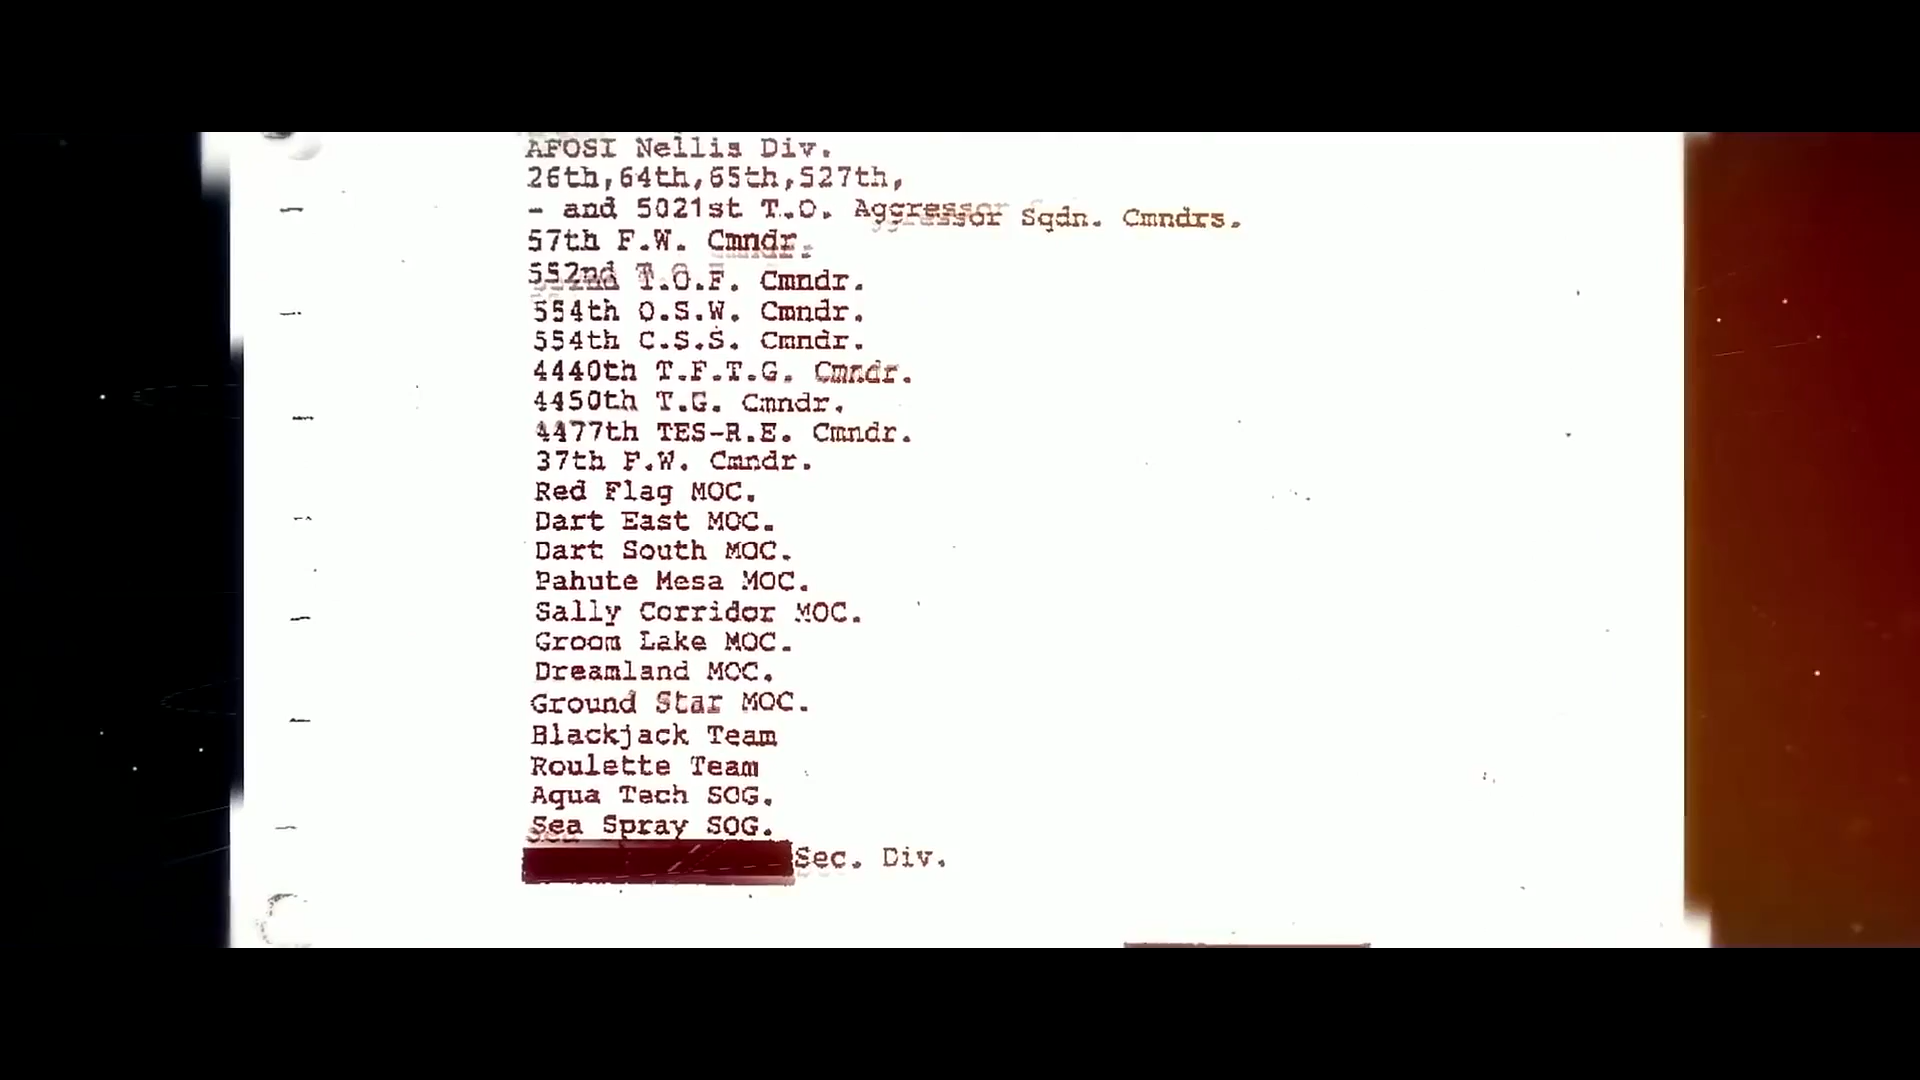 AFOSI Nellis Div.
26th,64th,65th,527th,
- and 5021st T.O. Aggressor Sqdn. Cmndrs.
57th F.W. Cmndr.
552nd T.O.F. Cmndr.
554th O.S.W. Cmndr.
554th C.S.S. Cmndr.
4440th T.F.T.G. Cmndr.
4450th T.G. Cmndr.
4477th TES-R.E. Cmndr.
37th F.W. Cmndr.
Red Flag MOC.
Dart East MOC.
Dart South MOC.
Pahute Mesa MOC.
Sally Corridor MOC.
Groom Lake MOC.
Dreamland MOC.
Ground Star MOC.
Blackjack Team
Roulette Team
Aqua Tech SOG.
Sea Spray SOG.
Sec. Div.